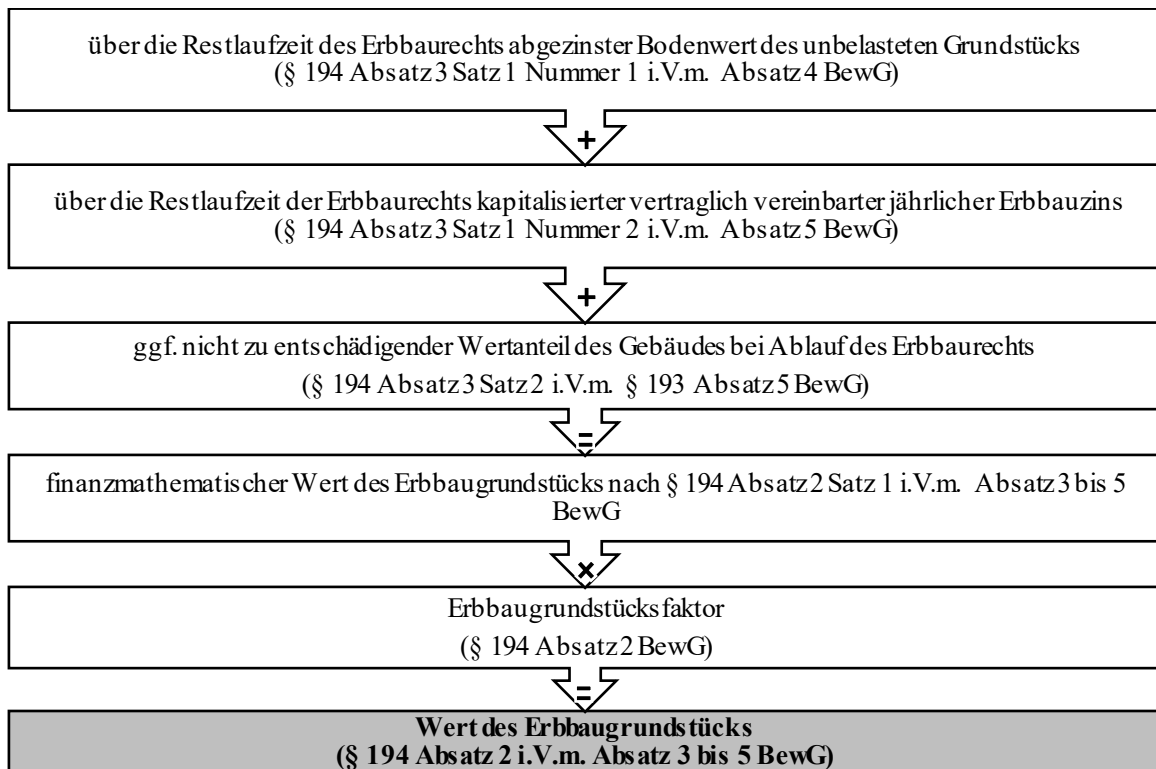 über die Restlaufzeit des Erbbaurechts abgezinster Bodenwert des unbelasteten Grundstücks
(§ 194 Absatz 3 Satz 1 Nummer 1 i.V.m. Absatz 4 BewG)
+
über die Restlaufzeit der Erbbaurechts kapitalisierter vertraglich vereinbarter jährlicher Erbbauzins
(§ 194 Absatz 3 Satz 1 Nummer 2 i.V.m. Absatz 5 BewG)
+
ggf. nicht zu entschädigender Wertanteil des Gebäudes bei Ablauf des Erbbaurechts
(§ 194 Absatz 3 Satz 2 i.V.m. § 193 Absatz 5 BewG)
=
finanzmathematischer Wert des Erbbaugrundstücks nach § 194 Absatz 2 Satz 1 i.V.m. Absatz 3 bis 5
BewG
×
Erbbaugrundstücksfaktor
(§ 194 Absatz 2 BewG)
=
Wert des Erbbaugrundstücks
(§ 194 Absatz 2 i.V.m. Absatz 3 bis 5 BewG)